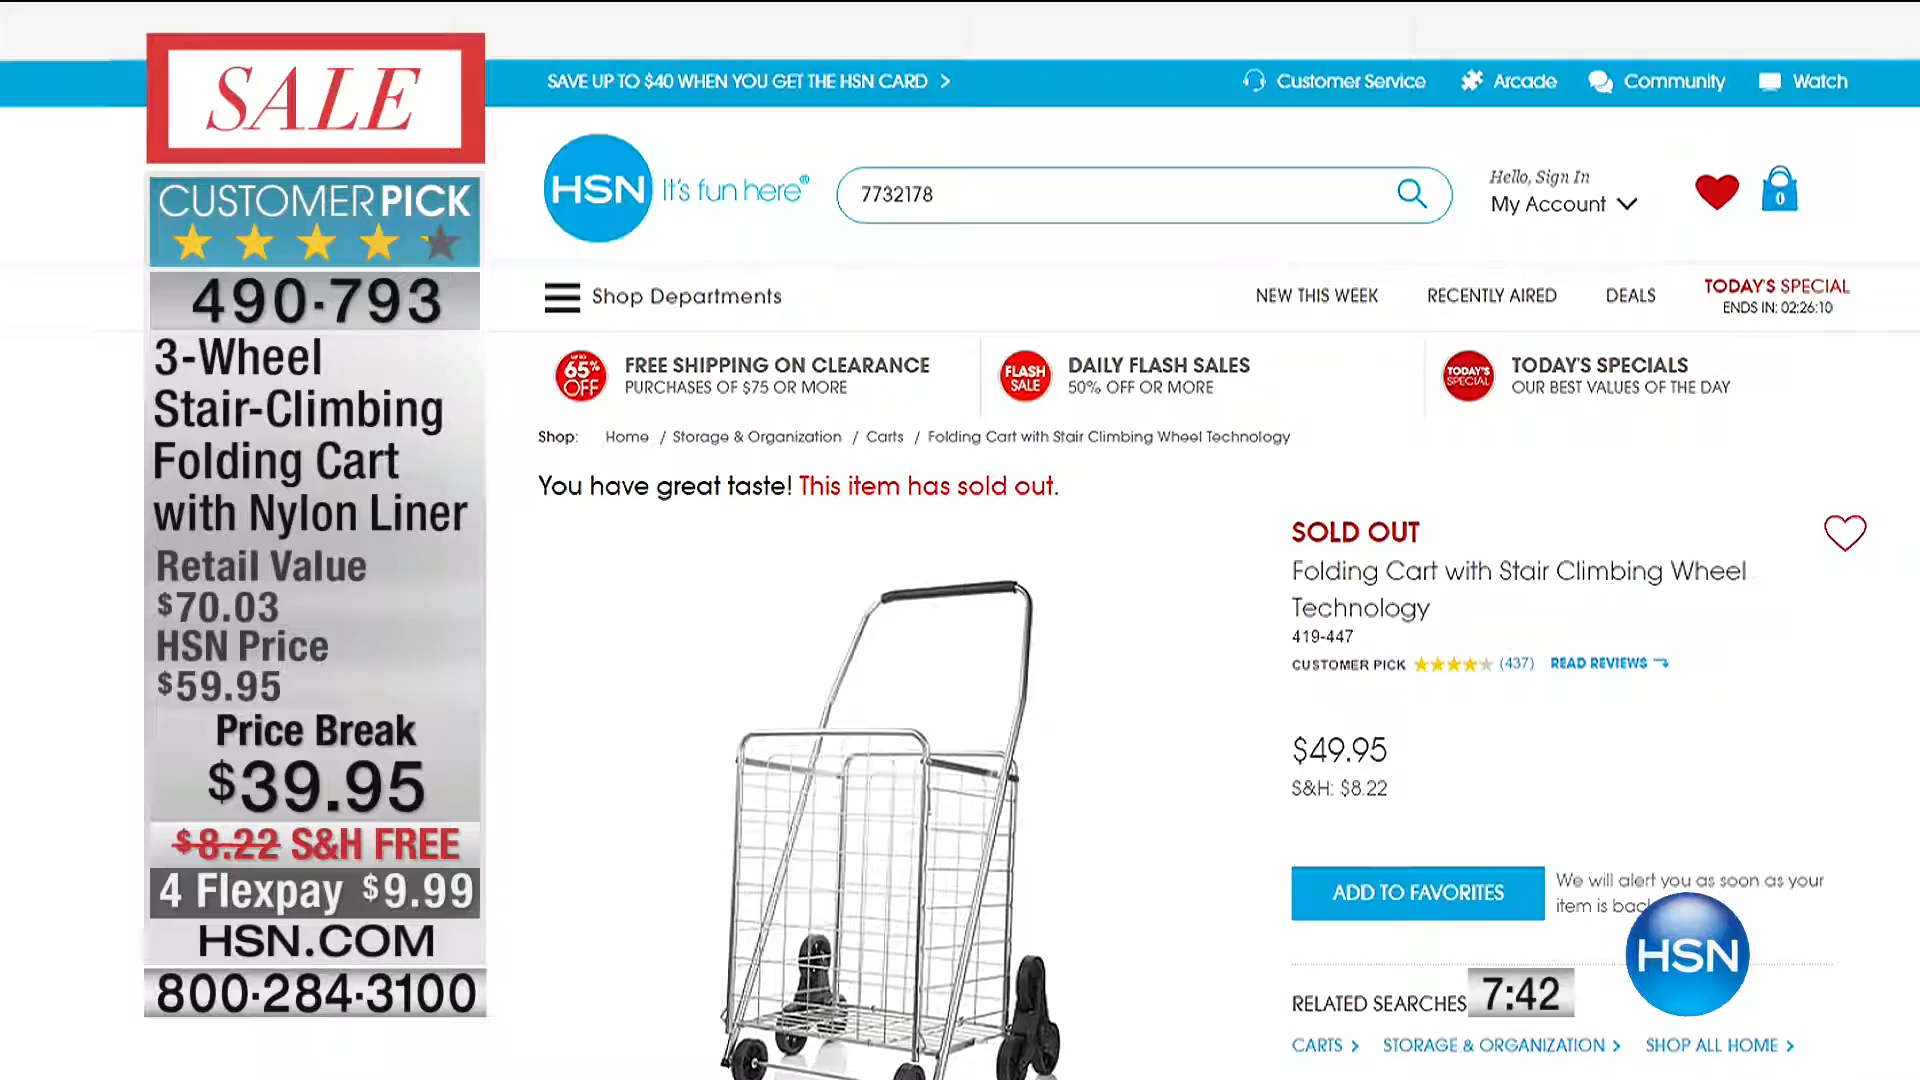 SALE
CUSTOMER PICK
490·793
3-Wheel
Stair-Climbing
Folding Cart
with Nylon Liner
Retail Value
$70.03
HSN Price
$59.95
Price Break
$39.95
$8.22 S&H FREE
4 Flexpay $9.99
HSN.COM
800·284·3100
SAVE UP TO $40 WHEN YOU GET THE HSN CARD >
Customer Service
Arcade
Community
Watch
HSN It's fun here®
7732178
Hello, Sign In
My Account
0
Shop Departments
NEW THIS WEEK
RECENTLY AIRED
DEALS
TODAY'S SPECIAL
ENDS IN: 02:26:10
UP TO
65%
OFF
FREE SHIPPING ON CLEARANCE
PURCHASES OF $75 OR MORE
FLASH
SALE
DAILY FLASH SALES
50% OFF OR MORE
TODAY'S
SPECIAL
TODAY'S SPECIALS
OUR BEST VALUES OF THE DAY
Shop: Home / Storage & Organization / Carts / Folding Cart with Stair Climbing Wheel Technology
You have great taste! This item has sold out.
SOLD OUT
Folding Cart with Stair Climbing Wheel
Technology
419-447
CUSTOMER PICK (437) READ REVIEWS
$49.95
S&H: $8.22
ADD TO FAVORITES
We will alert you as soon as your
item is bac
HSN
RELATED SEARCHES
7:42
CARTS >
STORAGE & ORGANIZATION >
SHOP ALL HOME >